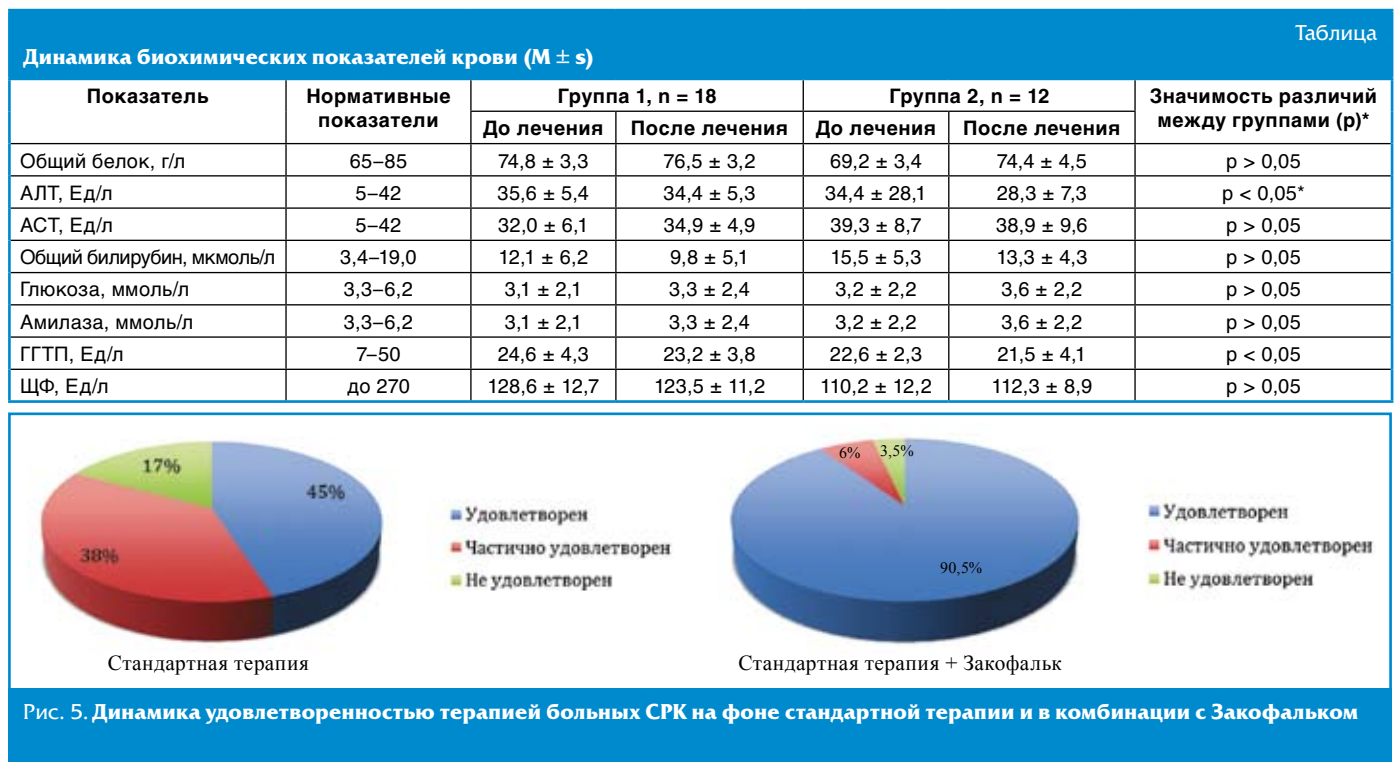 Таблица
Динамика биохимических показателей крови (M ± s)
Показатель Нормативные показатели Группа 1, n = 18 Группа 2, n = 12 Значимость различий между группами (p)*
До лечения После лечения До лечения После лечения
Общий белок, г/л 65–85 74,8 ± 3,3 76,5 ± 3,2 69,2 ± 3,4 74,4 ± 4,5 p > 0,05
АЛТ, Ед/л 5–42 35,6 ± 5,4 34,4 ± 5,3 34,4 ± 28,1 28,3 ± 7,3 p < 0,05*
АСТ, Ед/л 5–42 32,0 ± 6,1 34,9 ± 4,9 39,3 ± 8,7 38,9 ± 9,6 p > 0,05
Общий билирубин, мкмоль/л 3,4–19,0 12,1 ± 6,2 9,8 ± 5,1 15,5 ± 5,3 13,3 ± 4,3 p > 0,05
Глюкоза, ммоль/л 3,3–6,2 3,1 ± 2,1 3,3 ± 2,4 3,2 ± 2,2 3,6 ± 2,2 p > 0,05
Амилаза, ммоль/л 3,3–6,2 3,1 ± 2,1 3,3 ± 2,4 3,2 ± 2,2 3,6 ± 2,2 p > 0,05
ГГТП, Ед/л 7–50 24,6 ± 4,3 23,2 ± 3,8 22,6 ± 2,3 21,5 ± 4,1 p < 0,05
ЩФ, Ед/л до 270 128,6 ± 12,7 123,5 ± 11,2 110,2 ± 12,2 112,3 ± 8,9 p > 0,05
17%
45%
38%
Удовлетворен
Частично удовлетворен
Не удовлетворен
Стандартная терапия
6% 3,5%
90,5%
Удовлетворен
Частично удовлетворен
Не удовлетворен
Стандартная терапия + Закофальк
Рис. 5. Динамика удовлетворенностью терапией больных СРК на фоне стандартной терапии и в комбинации с Закофальком